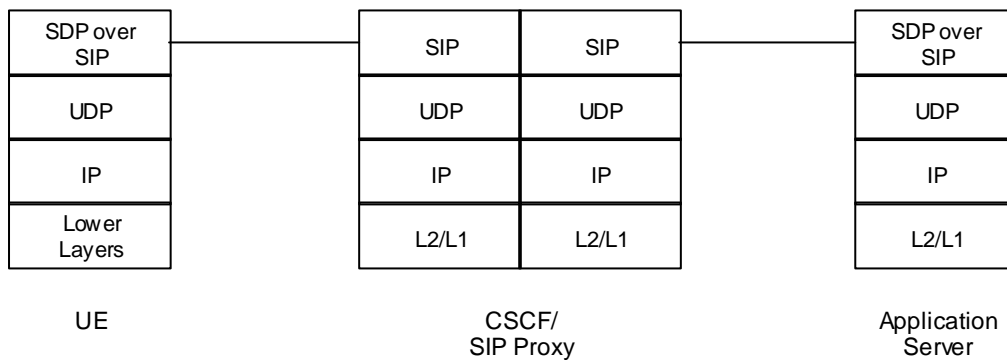 SDP over
SIP
SIP
SIP
SDP over
SIP
UDP
UDP
UDP
UDP
IP
IP
IP
IP
Lower
Layers
L2/L1
L2/L1
L2/L1
UE
CSCF/
SIP Proxy
Application
Server